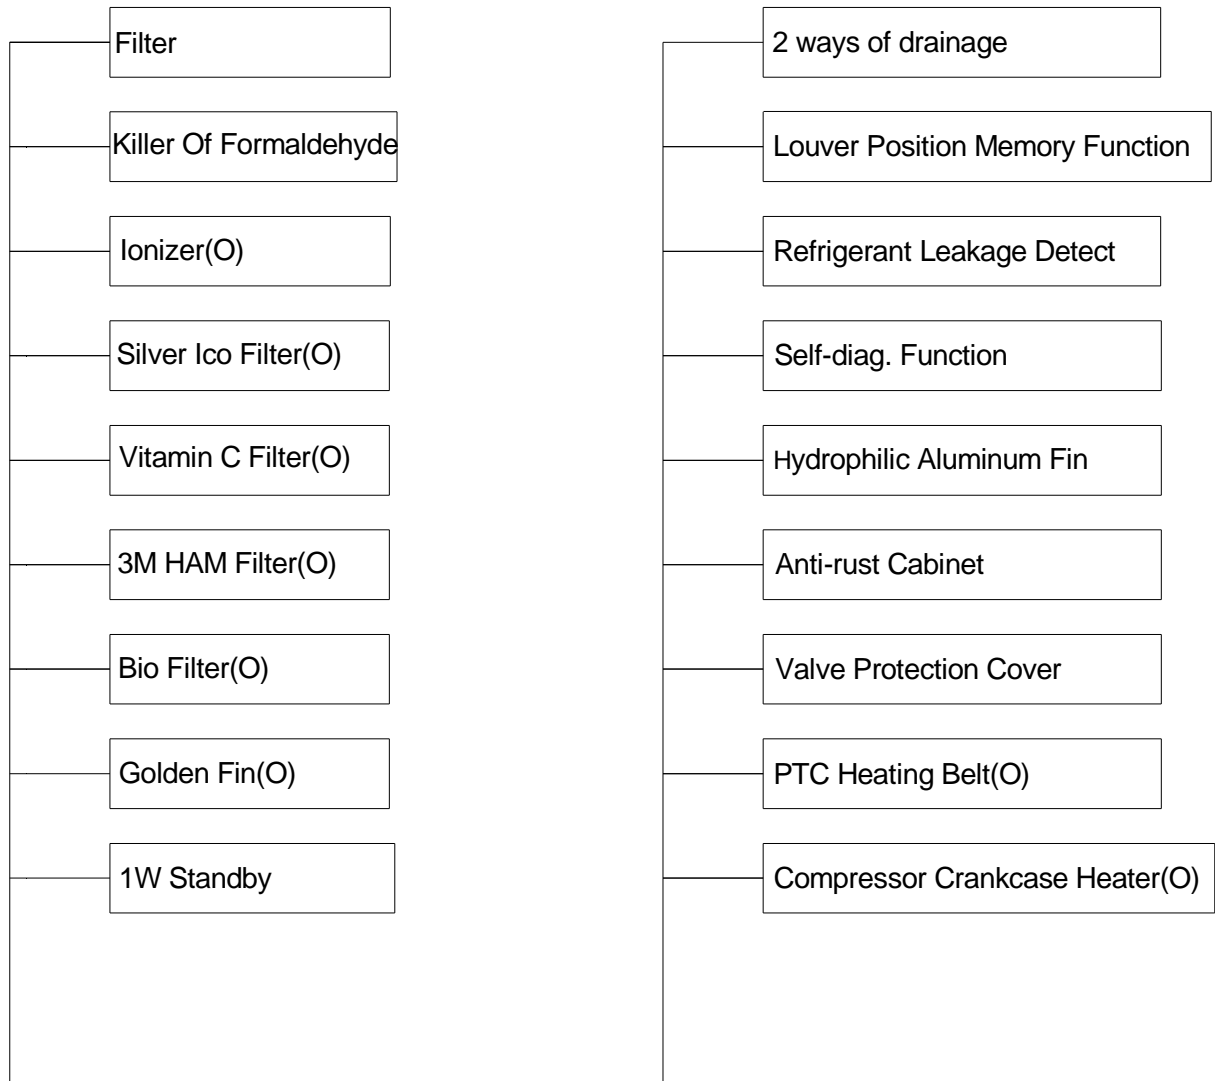 Filter
Killer Of Formaldehyde
Ionizer(O)
Silver Ico Filter(O)
Vitamin C Filter(O)
3M HAM Filter(O)
Bio Filter(O)
Golden Fin(O)
1W Standby
2 ways of drainage
Louver Position Memory Function
Refrigerant Leakage Detect
Self-diag. Function
Hydrophilic Aluminum Fin
Anti-rust Cabinet
Valve Protection Cover
PTC Heating Belt(O)
Compressor Crankcase Heater(O)